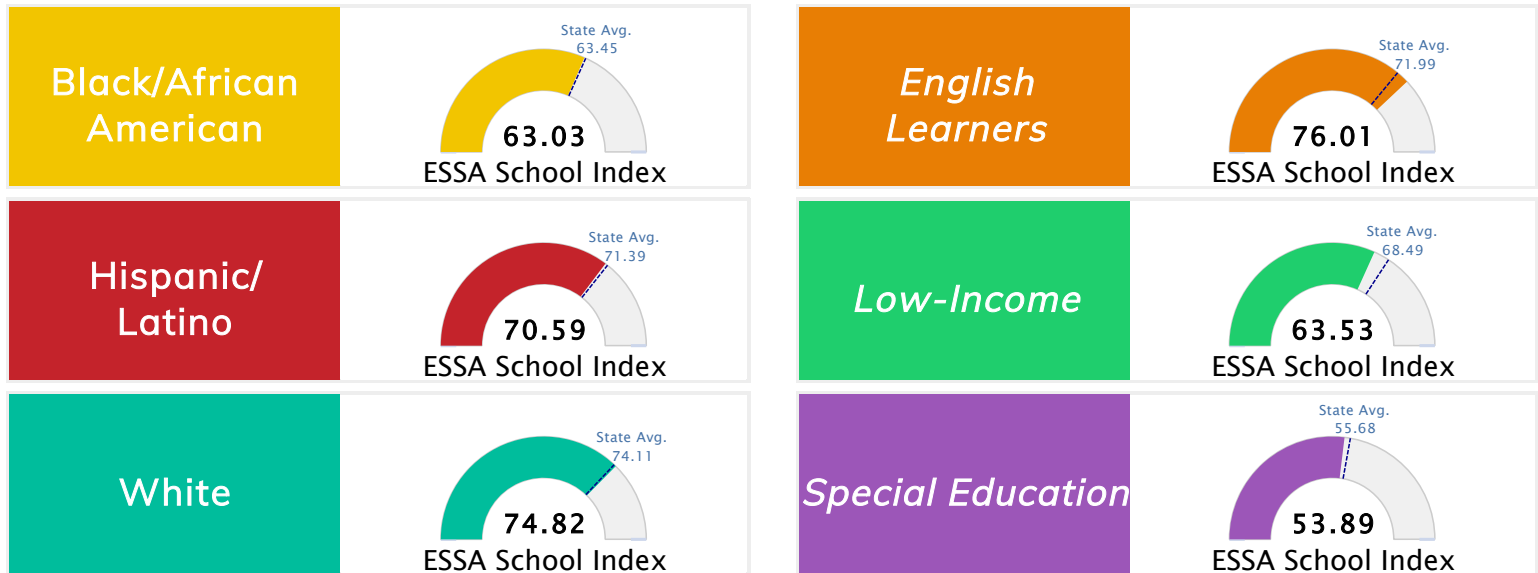 Black/African
American
State Avg.
63.45
63.03
ESSA School Index
English
Learners
State Avg.
71.99
76.01
ESSA School Index
Hispanic/
Latino
State Avg.
71.39
70.59
ESSA School Index
Low-Income
State Avg.
68.49
63.53
ESSA School Index
White
State Avg.
74.11
74.82
ESSA School Index
Special Education
State Avg.
55.68
53.89
ESSA School Index